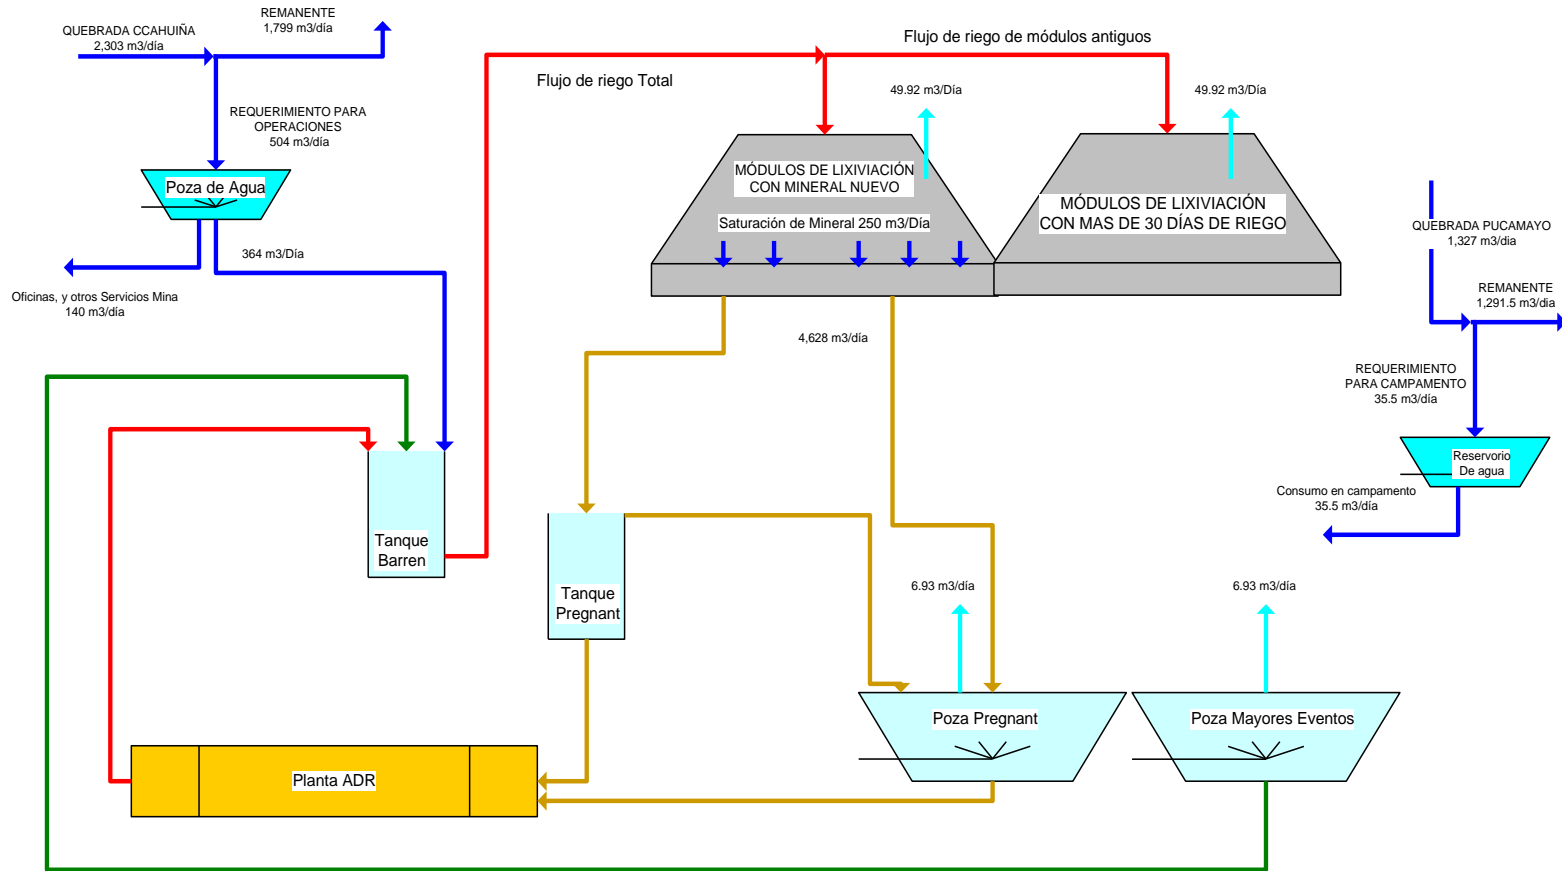 REMANENTE
1,799 m3/día
QUEBRADA CCAHUIÑA
2,303 m3/día
REQUERIMIENTO PARA
OPERACIONES
504 m3/día
Poza de Agua
364 m3/Día
Oficinas, y otros Servicios Mina
140 m3/día
Flujo de riego Total
Flujo de riego de módulos antiguos
49.92 m3/Día
49.92 m3/Día
MÓDULOS DE LIXIVIACIÓN
CON MINERAL NUEVO
Saturación de Mineral 250 m3/Día
MÓDULOS DE LIXIVIACIÓN
CON MAS DE 30 DÍAS DE RIEGO
4,628 m3/día
QUEBRADA PUCAMAYO
1,327 m3/dia
REMANENTE
1,291.5 m3/dia
REQUERIMIENTO
PARA CAMPAMENTO
35.5 m3/día
Reservorio
De agua
Consumo en campamento
35.5 m3/día
Tanque
Barren
Tanque
Pregnant
6.93 m3/día
6.93 m3/día
Poza Pregnant
Poza Mayores Eventos
Planta ADR